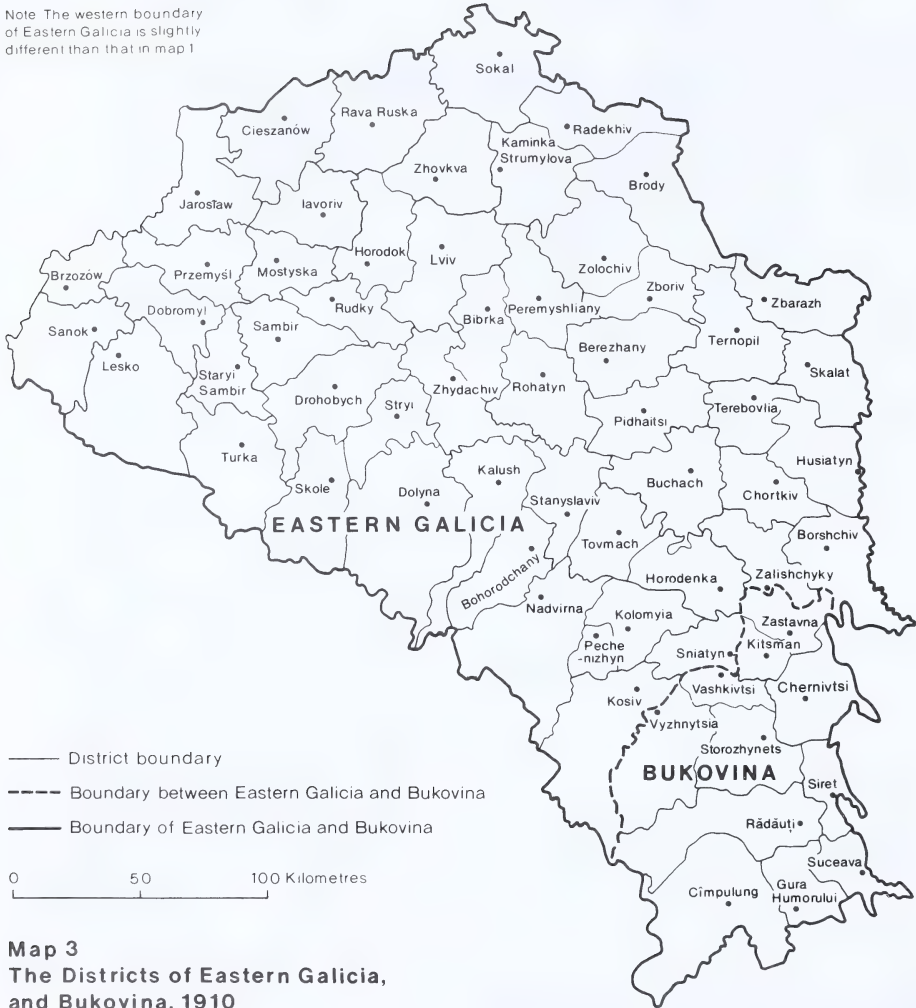 Note The western boundary
of Eastern Galicia is slightly
different than that in map 1
Sokal
Cieszanów
Rava Ruska
Radekhiv
Kaminka
Strumylova
Zhovkva
Brody
Jarosław
Iavoriv
Horodok
Lviv
Zolochiv
Brzozów
Przemyśl
Mostyska
Zboriv
Zbarazh
Dobromyl
Rudky
Bibrka
Peremyshliany
Sanok
Sambir
Ternopil
Berezhany
Lesko
Staryi
Sambir
Skalat
Drohobych
Zhydachiv
Rohatyn
Stryi
Pidhaitsi
Terebovlia
Turka
Husiatyn
Kalush
Buchach
Skole
Dolyna
Chortkiv
Stanyslaviv
EASTERN GALICIA
Tovmach
Borshchiv
Bohorodchany
Horodenka
Zalishchyky
Nadvirna
Kolomyia
Zastavna
Peche
-nizhyn
Sniatyn
Kitsman
Kosiv
Vashkivtsi
Chernivtsi
Vyzhnytsia
Storozhynets
BUKOVINA
Siret
Rădăuți
Suceava
Cîmpulung
Gura
Humorului
District boundary
Boundary between Eastern Galicia and Bukovina
Boundary of Eastern Galicia and Bukovina
0 50 100 Kilometres
Map 3
The Districts of Eastern Galicia,
and Bukovina, 1910